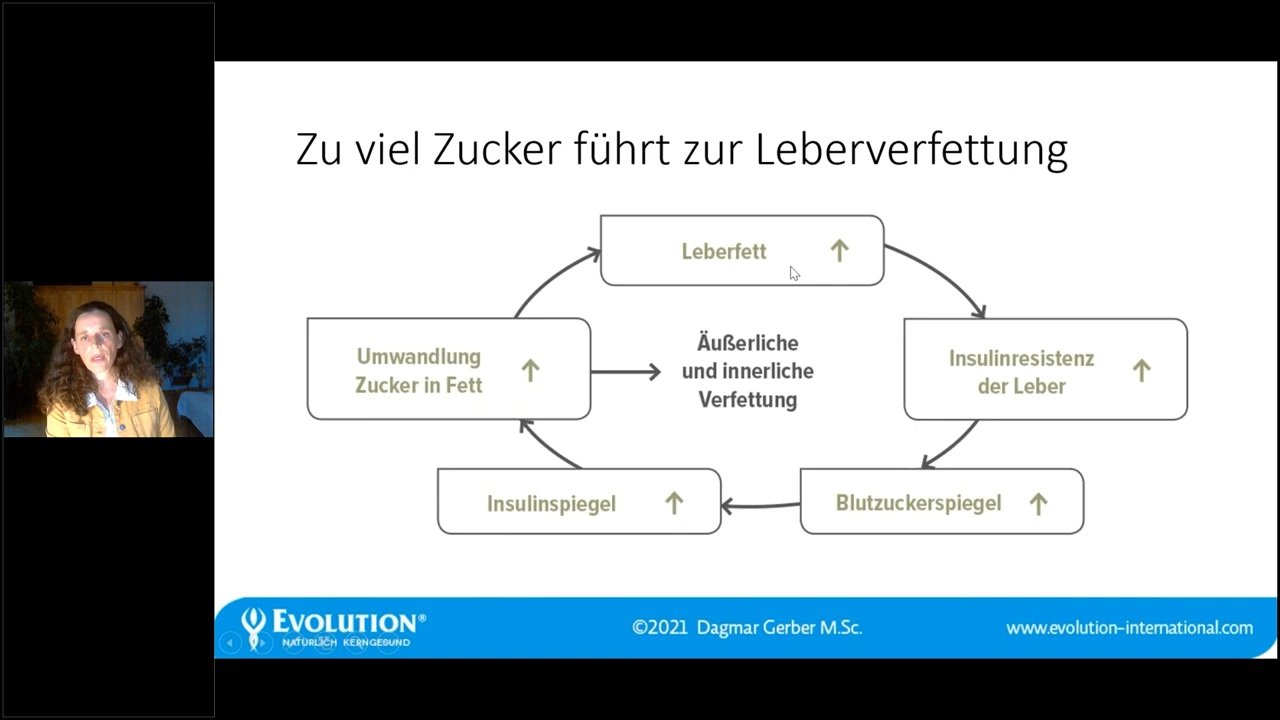 Zu viel Zucker führt zur Leberverfettung
Leberfett ↑
Umwandlung
Zucker in Fett ↑
Äußerliche
und innerliche
Verfettung
Insulinresistenz
der Leber ↑
Insulinspiegel ↑
Blutzuckerspiegel ↑
EVOLUTION®
NATÜRLICH KERNGESUND
©2021 Dagmar Gerber M.Sc.
www.evolution-international.com